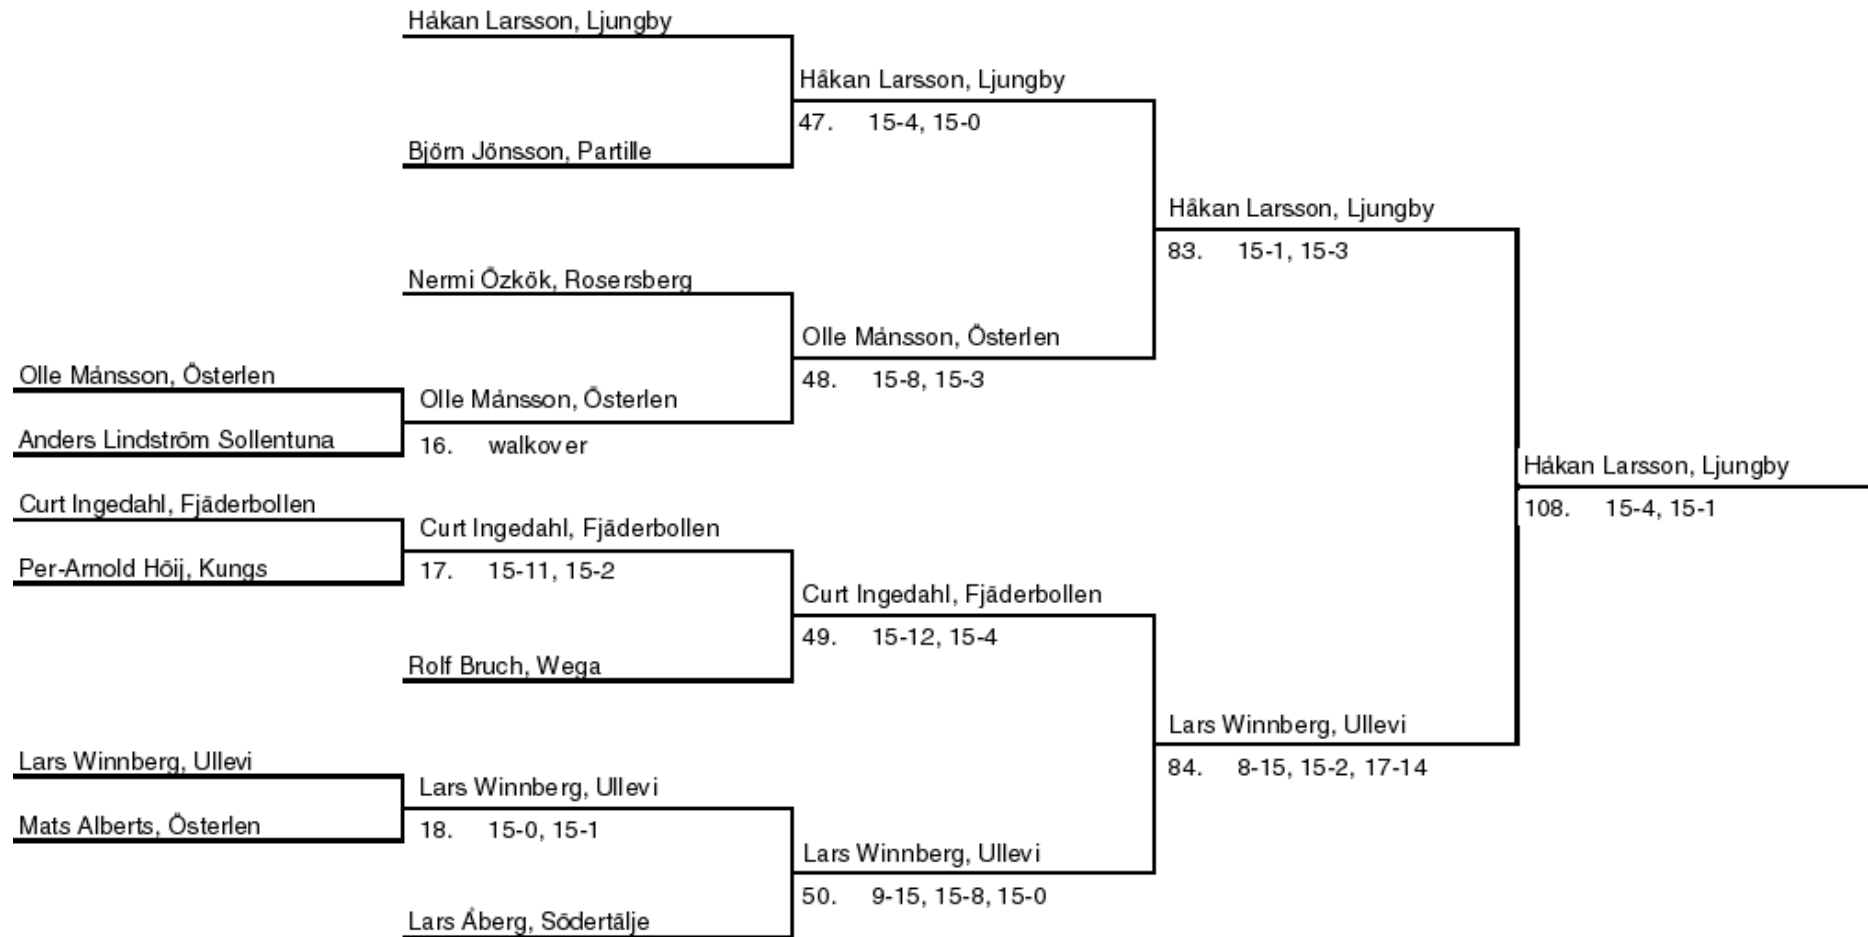 Håkan Larsson, Ljungby
Håkan Larsson, Ljungby
47. 15-4, 15-0
Björn Jönsson, Partille
Håkan Larsson, Ljungby
83. 15-1, 15-3
Nermi Özkök, Rosersberg
Olle Månsson, Österlen
48. 15-8, 15-3
Olle Månsson, Österlen
Olle Månsson, Österlen
16. walkover
Anders Lindström Sollentuna
Håkan Larsson, Ljungby
108. 15-4, 15-1
Curt Ingedahl, Fjäderbollen
Curt Ingedahl, Fjäderbollen
17. 15-11, 15-2
Per-Arnold Höij, Kungs
Curt Ingedahl, Fjäderbollen
49. 15-12, 15-4
Rolf Bruch, Wega
Lars Winnberg, Ullevi
84. 8-15, 15-2, 17-14
Lars Winnberg, Ullevi
Lars Winnberg, Ullevi
18. 15-0, 15-1
Mats Alberts, Österlen
Lars Winnberg, Ullevi
50. 9-15, 15-8, 15-0
Lars Åberg, Södertälje